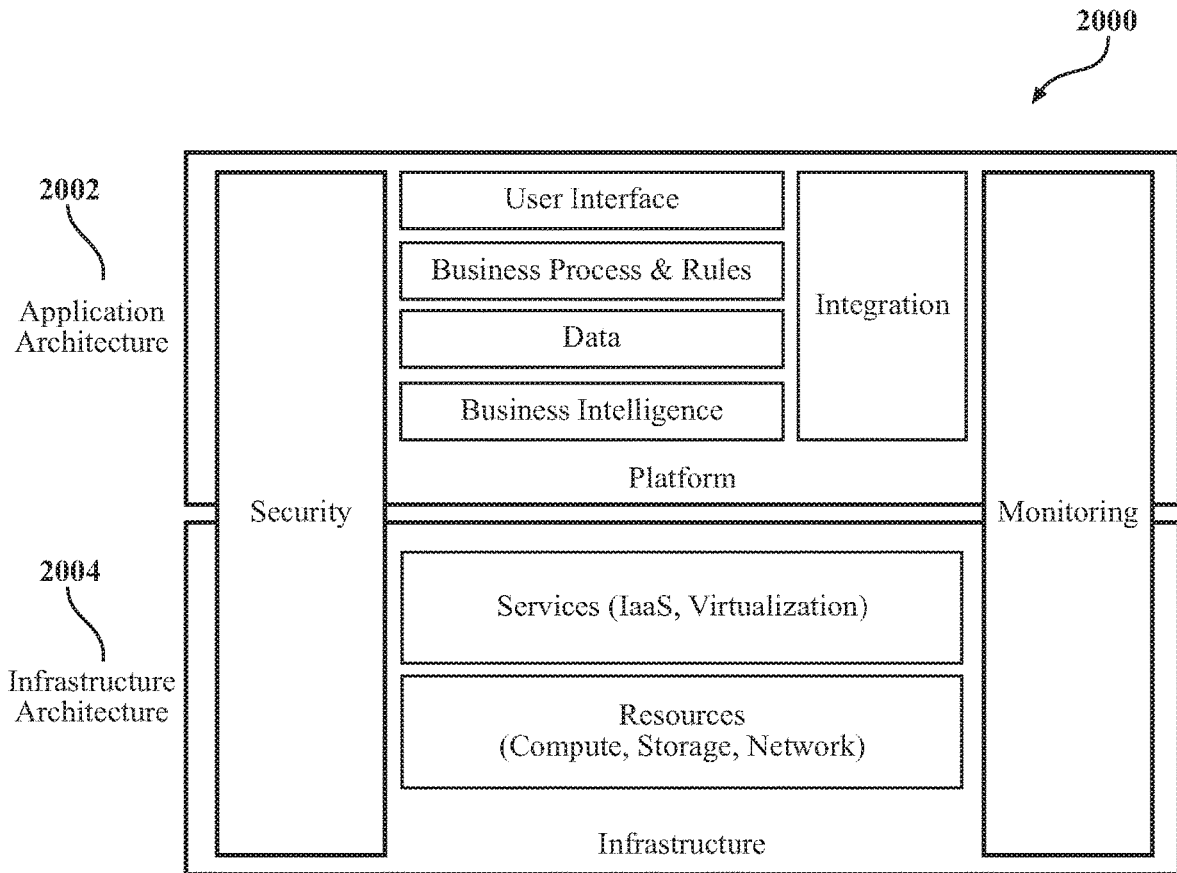 2000
2002
Application
Architecture
User Interface
Business Process & Rules
Data
Business Intelligence
Integration
Platform
Security
Monitoring
2004
Infrastructure
Architecture
Services (IaaS, Virtualization)
Resources
(Compute, Storage, Network)
Infrastructure